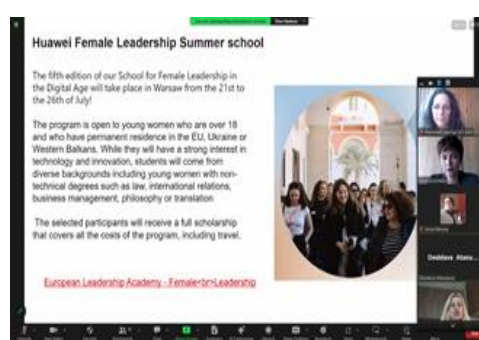 Huawei Female Leadership Summer school
The fifth edition of our School for Female Leadership in
the Digital Age will take place in Warsaw from the 21st to
the 26th of July!
The program is open to young women who are over 18
and who have permanent residence in the EU, Ukraine or
Western Balkans. While they will have a strong interest in
technology and innovation, students will come from
diverse backgrounds including young women with non-
technical degrees such as law, international relations,
business management, philosophy or translation
The selected participants will receive a full scholarship
that covers all the costs of the program, including travel.
European Leadership Academy - Female<br>Leadership